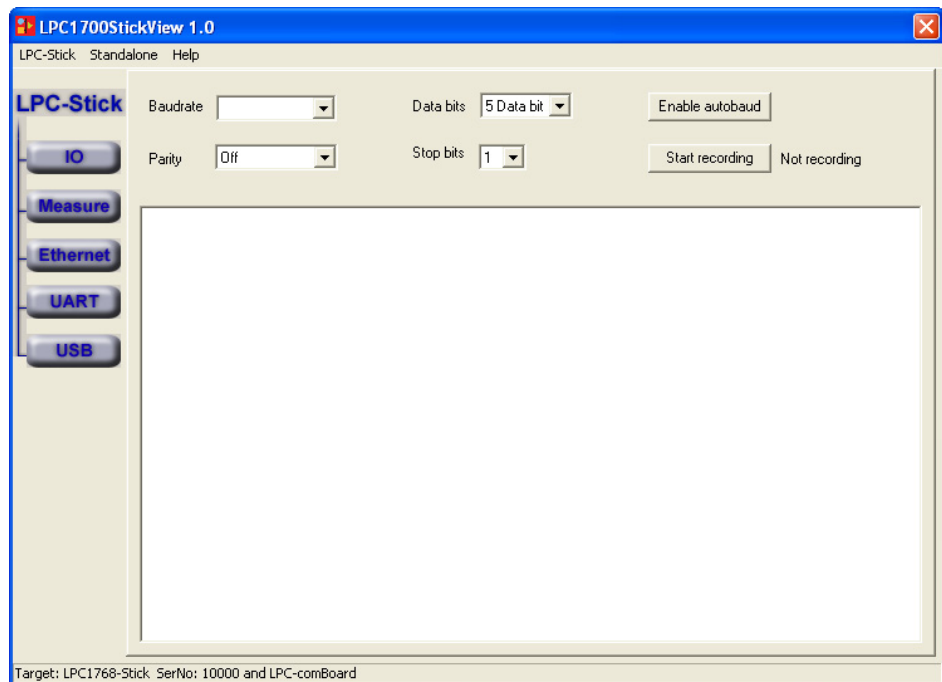 LPC1700StickView 1.0
LPC-Stick Standalone Help
LPC-Stick
IO
Measure
Ethernet
UART
USB
Baudrate
Data bits 5 Data bit
Enable autobaud
Parity Off
Stop bits 1
Start recording Not recording
Target: LPC1768-Stick SerNo: 10000 and LPC-comBoard